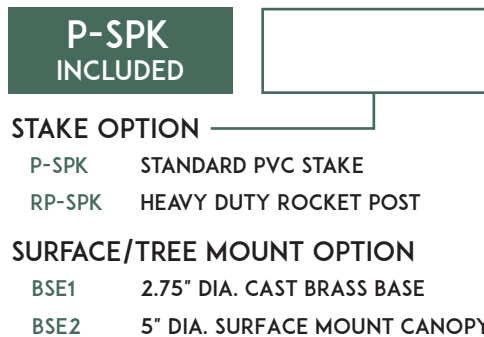 P-SPK
INCLUDED
STAKE OPTION
P-SPK STANDARD PVC STAKE
RP-SPK HEAVY DUTY ROCKET POST
SURFACE/TREE MOUNT OPTION
BSE1 2.75" DIA. CAST BRASS BASE
BSE2 5" DIA. SURFACE MOUNT CANOPY